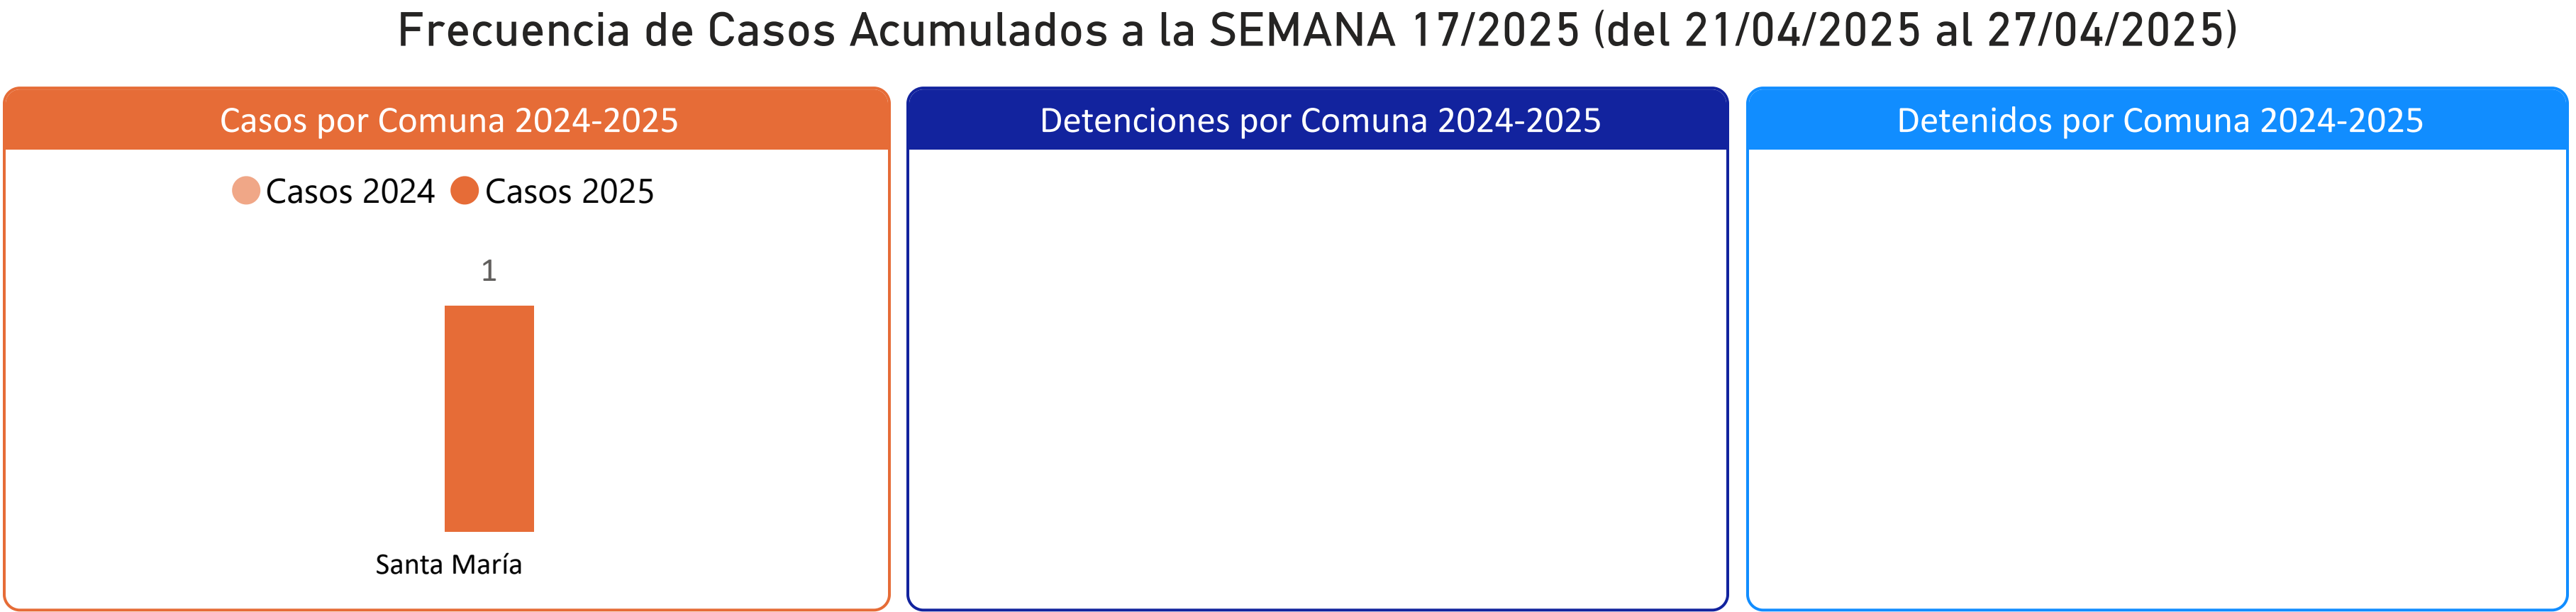 Frecuencia de Casos Acumulados a la SEMANA 17/2025 (del 21/04/2025 al 27/04/2025)
Casos por Comuna 2024-2025
Casos 2024 Casos 2025
1
Santa María
Detenciones por Comuna 2024-2025
Detenidos por Comuna 2024-2025